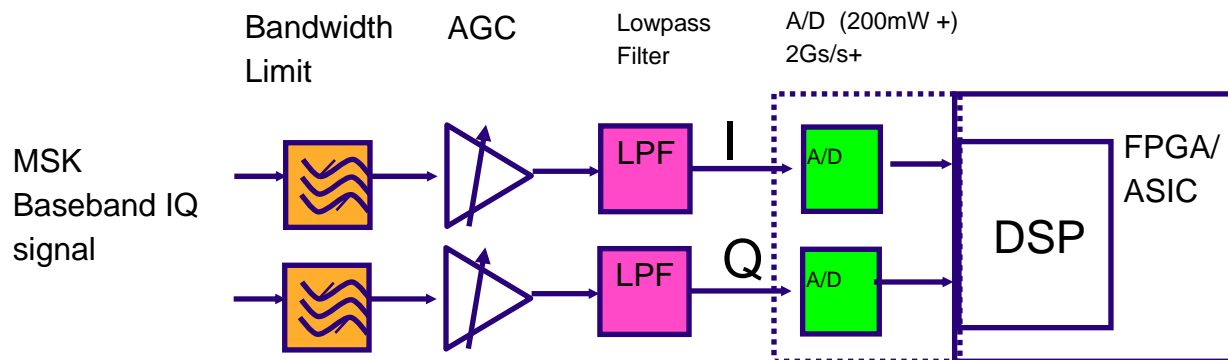 Bandwidth
Limit
AGC
Lowpass
Filter
A/D (200mW +)
2Gs/s+
MSK
Baseband IQ
signal
LPF
I
A/D
FPGA/
ASIC
DSP
LPF
Q
A/D